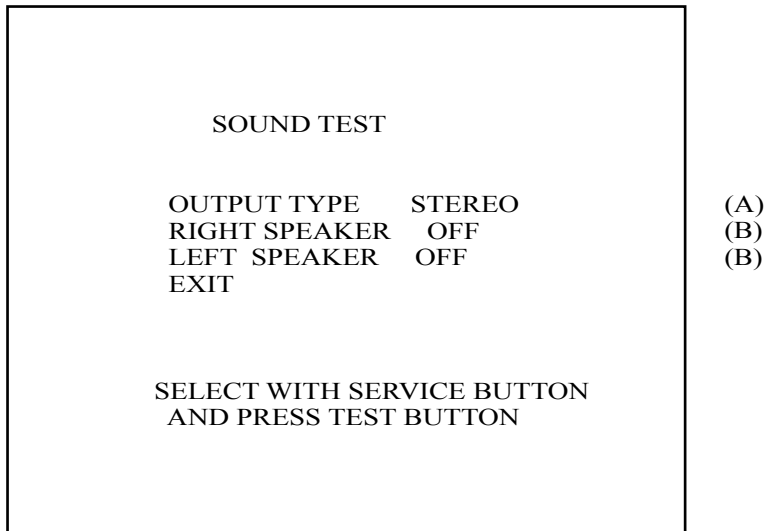 SOUND TEST
OUTPUT TYPE STEREO (A)
RIGHT SPEAKER OFF (B)
LEFT SPEAKER OFF (B)
EXIT
SELECT WITH SERVICE BUTTON
AND PRESS TEST BUTTON